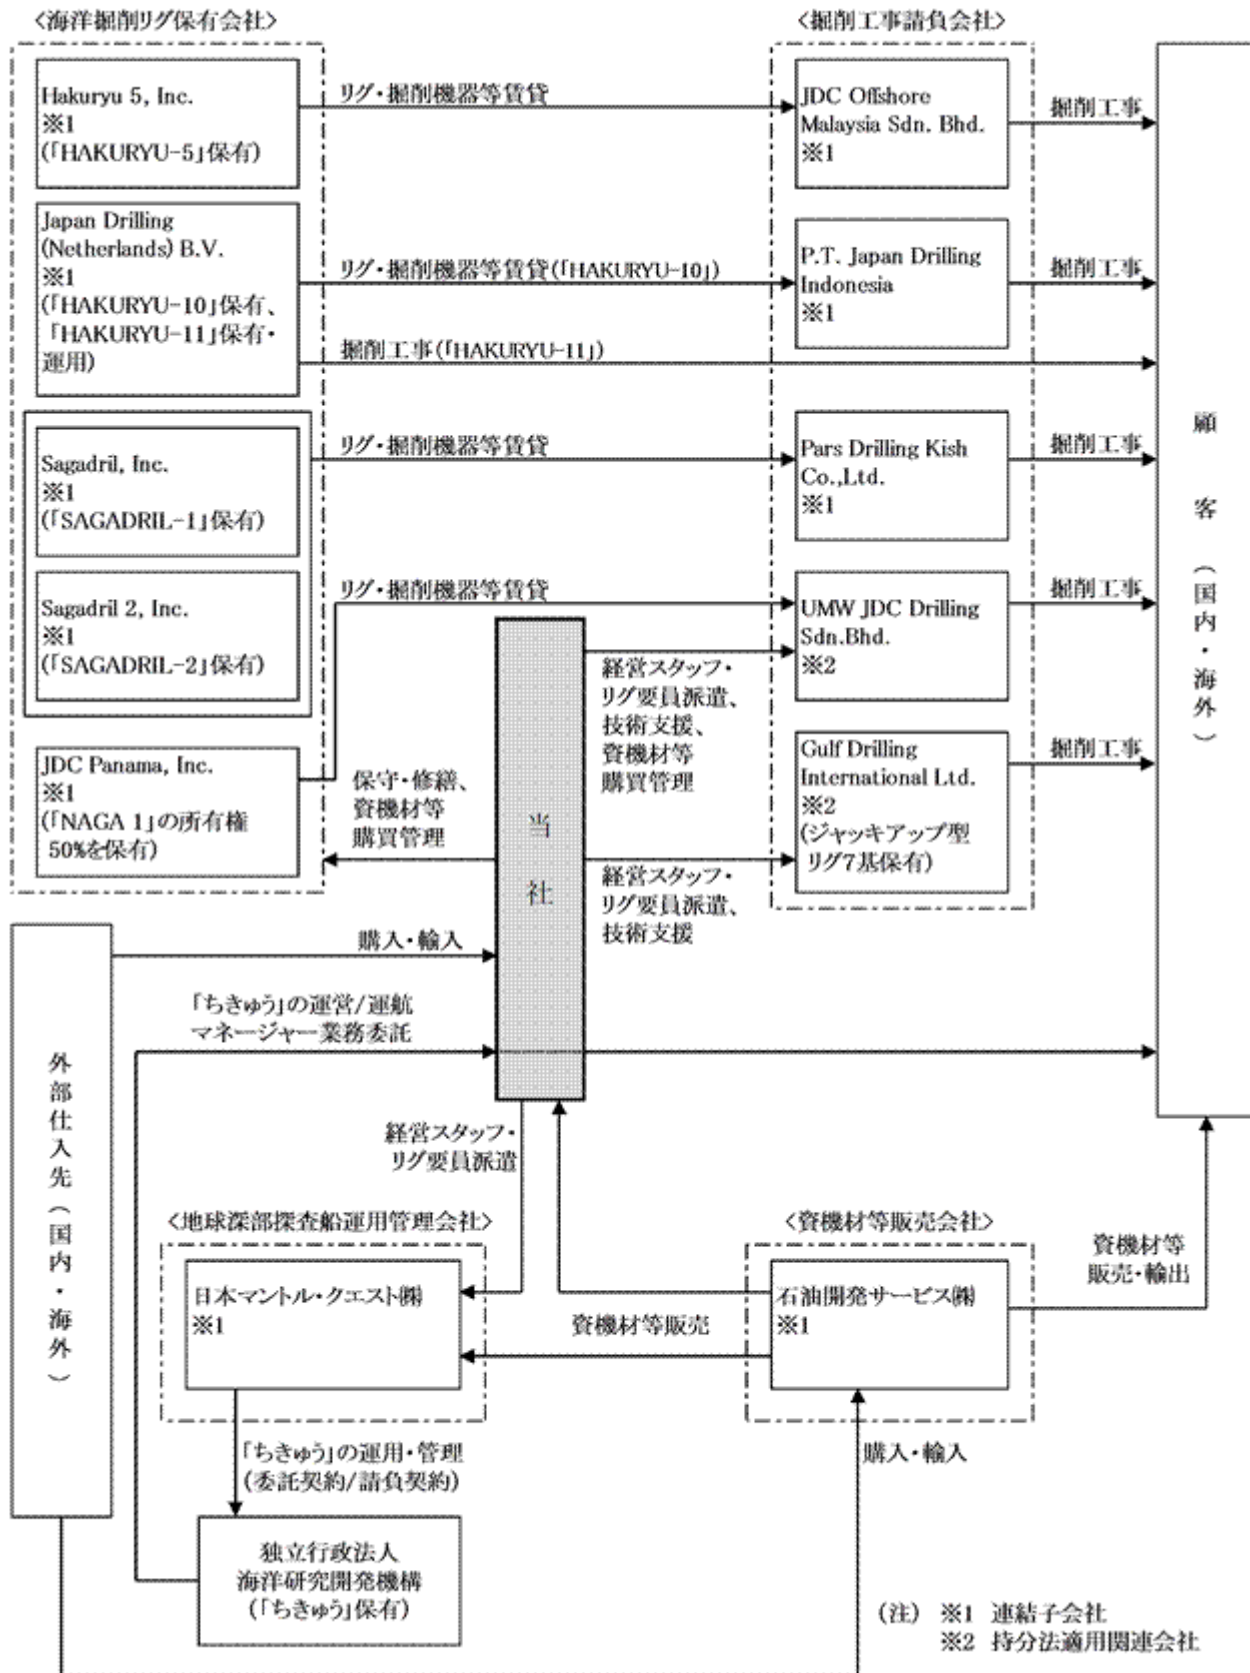 <海洋掘削リグ保有会社>
<掘削工事請負会社>
Hakuryu 5, Inc.
※1
(「HAKURYU-5」保有)
リグ・掘削機器等賃貸
JDC Offshore
Malaysia Sdn. Bhd.
※1
掘削工事
Japan Drilling
(Netherlands) B.V.
※1
(「HAKURYU-10」保有、
「HAKURYU-11」保有・
運用)
リグ・掘削機器等賃貸(「HAKURYU-10」)
掘削工事(「HAKURYU-11」)
P.T. Japan Drilling
Indonesia
※1
掘削工事
Sagadril, Inc.
※1
(「SAGADRIL-1」保有)
リグ・掘削機器等賃貸
Pars Drilling Kish
Co.,Ltd.
※1
掘削工事
Sagadril 2, Inc.
※1
(「SAGADRIL-2」保有)
リグ・掘削機器等賃貸
UMW JDC Drilling
Sdn.Bhd.
※2
掘削工事
経営スタッフ・
リグ要員派遣、
技術支援、
資機材等
購買管理
JDC Panama, Inc.
※1
(「NAGA 1」の所有権
50%を保有)
保守・修繕、
資機材等
購買管理
当社
Gulf Drilling
International Ltd.
※2
(ジャッキアップ型
リグ7基保有)
掘削工事
経営スタッフ・
リグ要員派遣、
技術支援
顧客(国内・海外)
購入・輸入
「ちきゅう」の運営/運航
マネージャー業務委託
外部仕入先(国内・海外)
経営スタッフ・
リグ要員派遣
<地球深部探査船運用管理会社>
<資機材等販売会社>
日本マントル・クエスト㈱
※1
資機材等販売
石油開発サービス㈱
※1
資機材等
販売・輸出
「ちきゅう」の運用・管理
(委託契約/請負契約)
購入・輸入
独立行政法人
海洋研究開発機構
(「ちきゅう」保有)
(注) ※1 連結子会社
※2 持分法適用関連会社